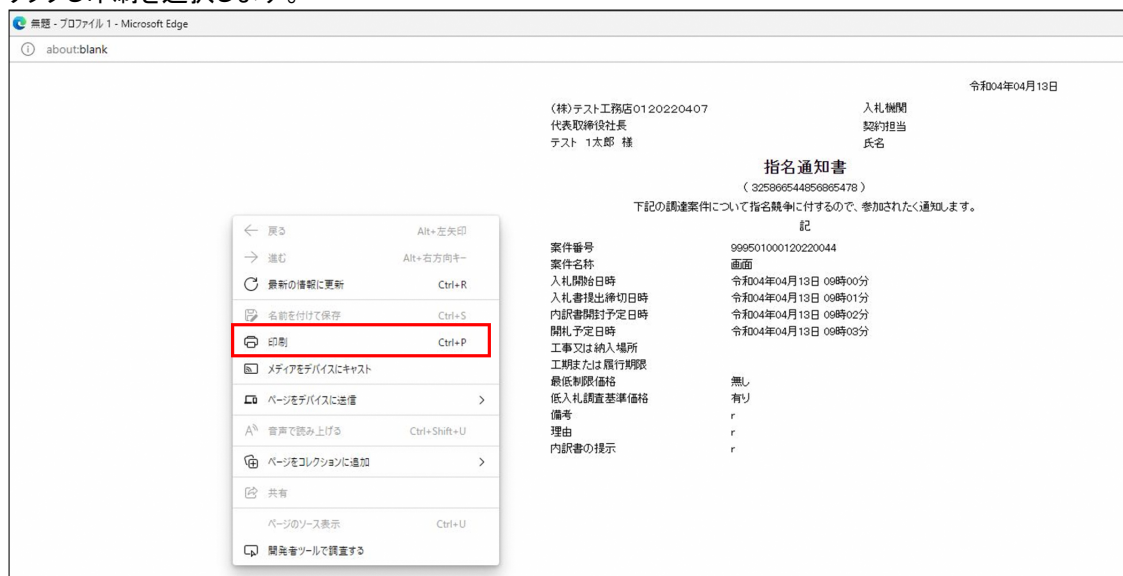 無題 - プロファイル 1 - Microsoft Edge
about:blank
令和04年04月13日
(株)テスト工務店0120220407 入札機関
代表取締役社長 契約担当
テスト 1太郎 様 氏名
指名通知書
( 325866544856865478 )
下記の調達案件について指名競争に付するので、参加されたく通知します。
記
案件番号 999501000120220044
案件名称 画面
入札開始日時 令和04年04月13日 09時00分
入札書提出締切日時 令和04年04月13日 09時01分
内訳書開封予定日時 令和04年04月13日 09時02分
開札予定日時 令和04年04月13日 09時03分
工事又は納入場所
工期または履行期限
最低制限価格 無し
低入札調査基準価格 有り
備考 r
理由 r
内訳書の提示 r
戻る Alt+左矢印
進む Alt+右方向キー
最新の情報に更新 Ctrl+R
名前を付けて保存 Ctrl+S
印刷 Ctrl+P
メディアをデバイスにキャスト
ページをデバイスに送信
音声で読み上げる Ctrl+Shift+U
ページをコレクションに追加
共有
ページのソース表示 Ctrl+U
開発者ツールで調査する